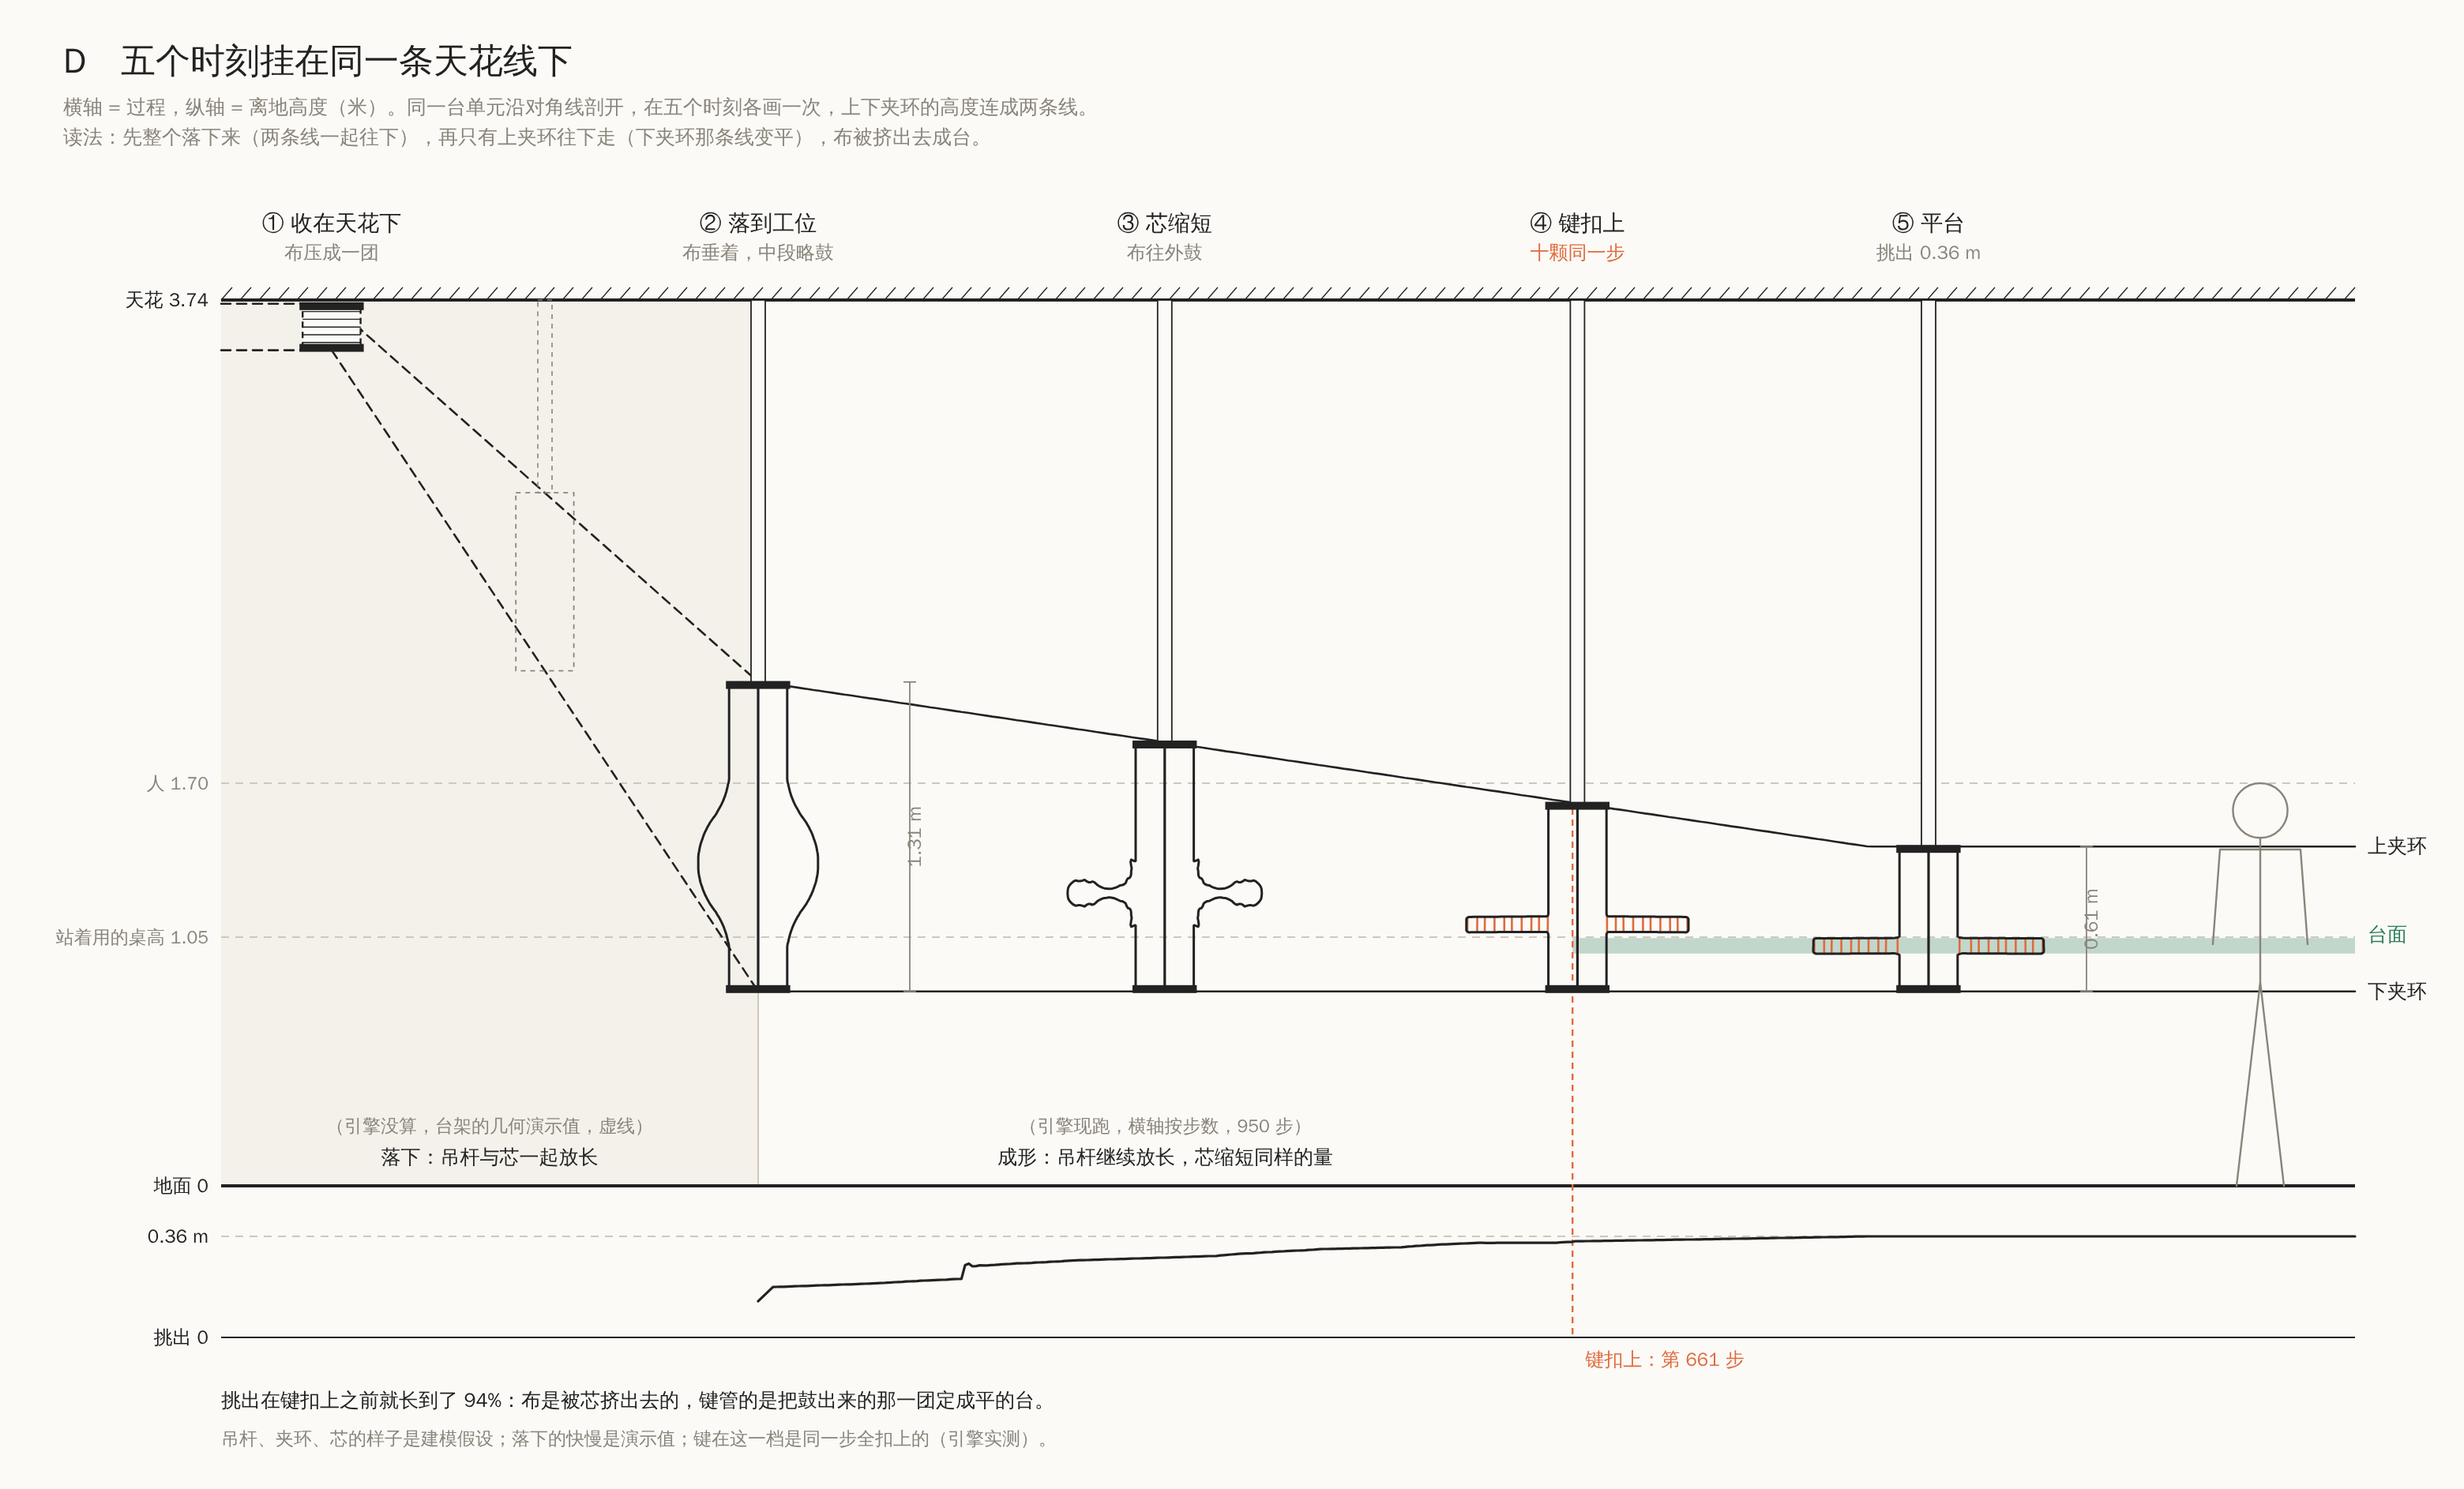 D 五个时刻挂在同一条天花线下
横轴 = 过程，纵轴 = 离地高度（米）。同一台单元沿对角线剖开，在五个时刻各画一次，上下夹环的高度连成两条线。
读法：先整个落下来（两条线一起往下），再只有上夹环往下走（下夹环那条线变平），布被挤出去成台。
① 收在天花下
布压成一团
② 落到工位
布垂着，中段略鼓
③ 芯缩短
布往外鼓
④ 键扣上
十颗同一步
⑤ 平台
挑出 0.36 m
天花 3.74
人 1.70
1.31 m
上夹环
站着用的桌高 1.05
0.61 m
台面
下夹环
（引擎没算，台架的几何演示值，虚线）
落下：吊杆与芯一起放长
（引擎现跑，横轴按步数，950 步）
成形：吊杆继续放长，芯缩短同样的量
地面 0
0.36 m
挑出 0
键扣上：第 661 步
挑出在键扣上之前就长到了 94%：布是被芯挤出去的，键管的是把鼓出来的那一团定成平的台。
吊杆、夹环、芯的样子是建模假设；落下的快慢是演示值；键在这一档是同一步全扣上的（引擎实测）。